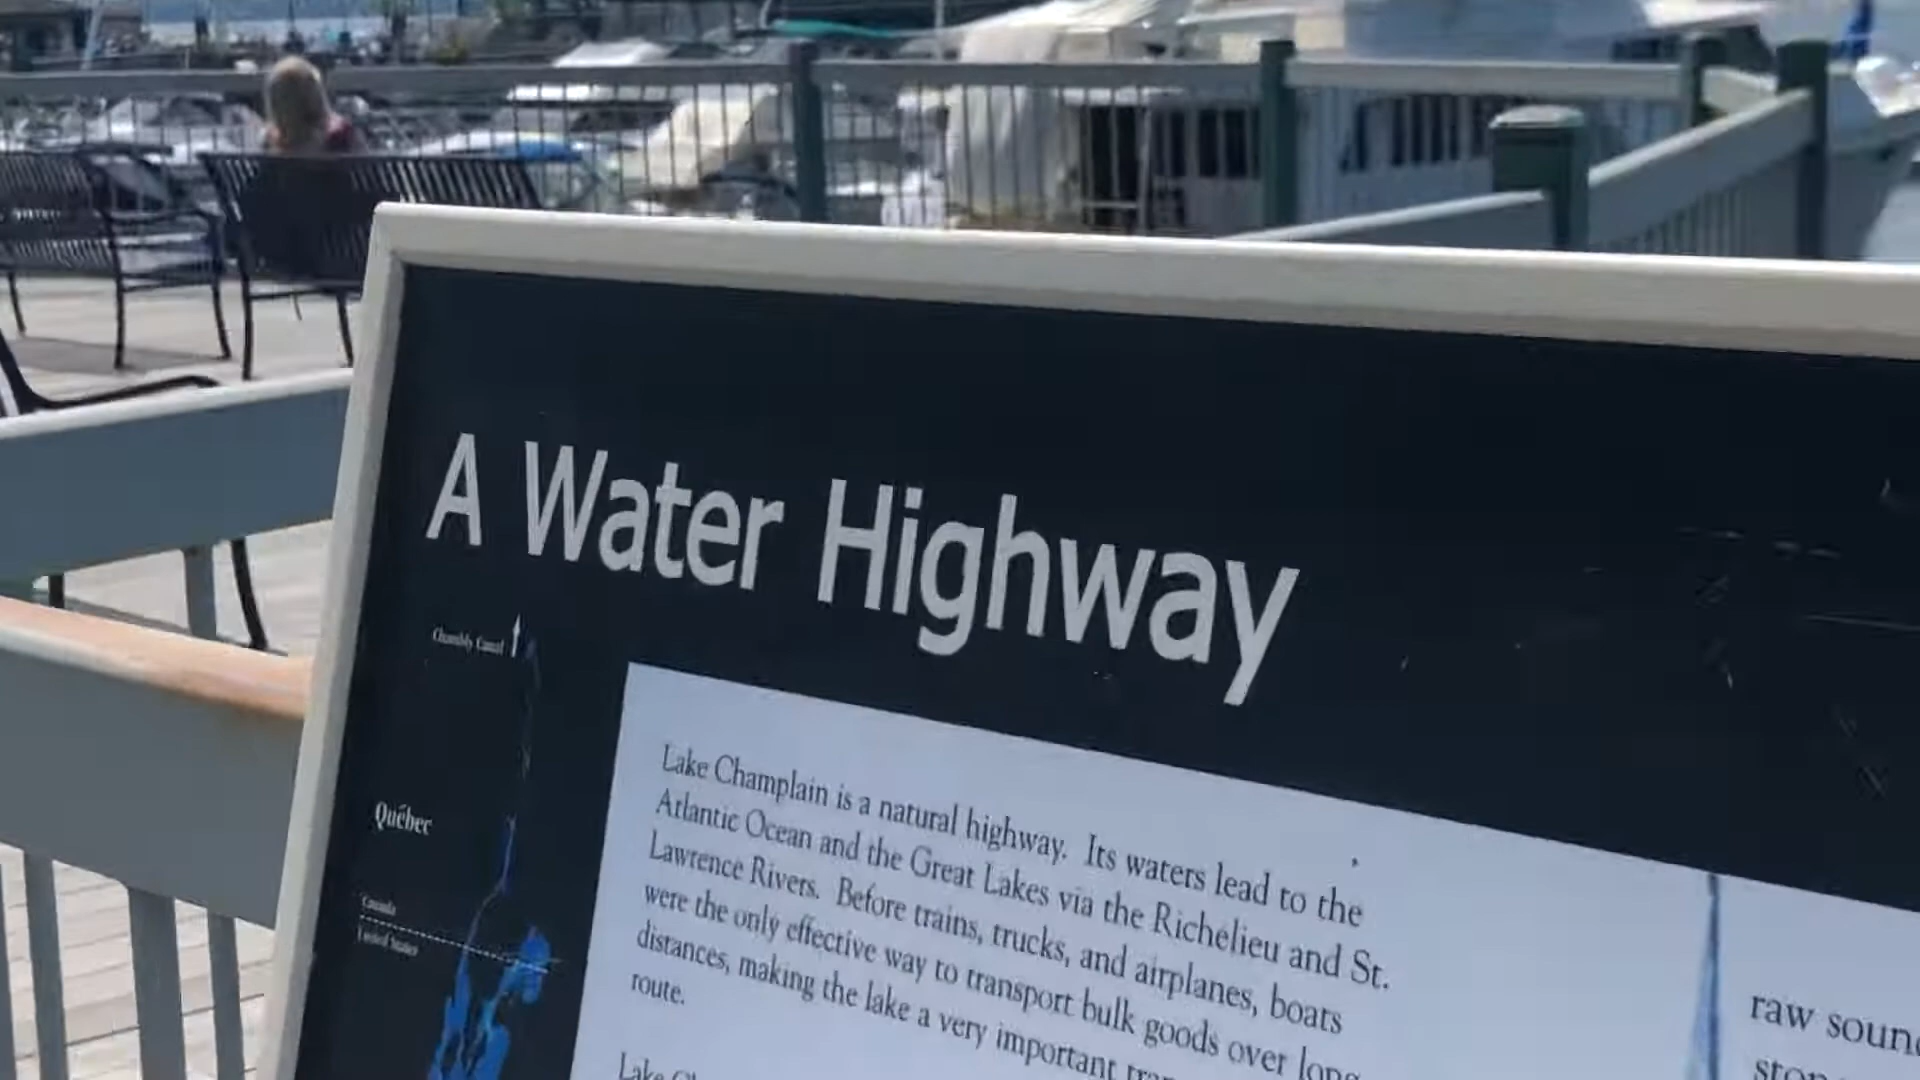 A Water Highway
Chambly Canal
Québec
Canada
United States
Lake Champlain is a natural highway. Its waters lead to the
Atlantic Ocean and the Great Lakes via the Richelieu and St.
Lawrence Rivers. Before trains, trucks, and airplanes, boats
were the only effective way to transport bulk goods over long
distances, making the lake a very important
route.
Lake
raw